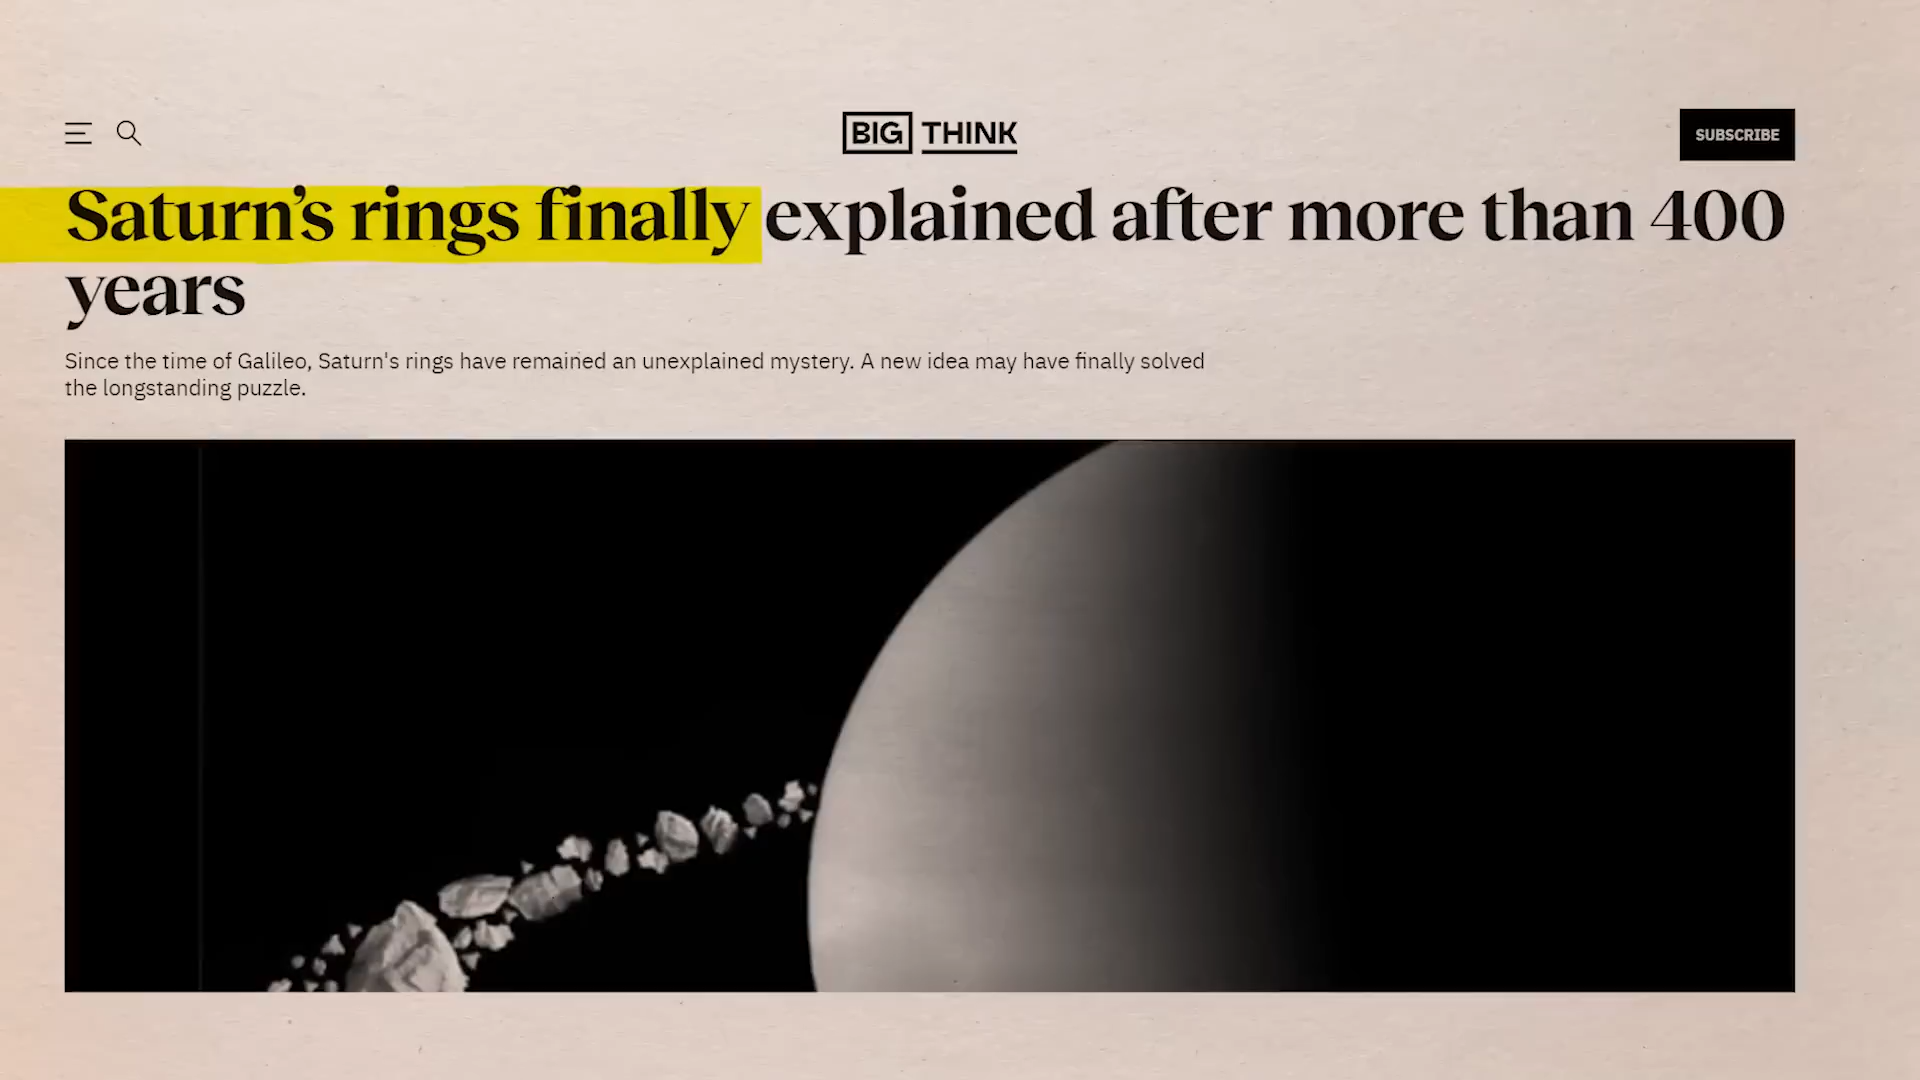 BIG THINK
SUBSCRIBE
Saturn’s rings finally explained after more than 400
years
Since the time of Galileo, Saturn's rings have remained an unexplained mystery. A new idea may have finally solved
the longstanding puzzle.